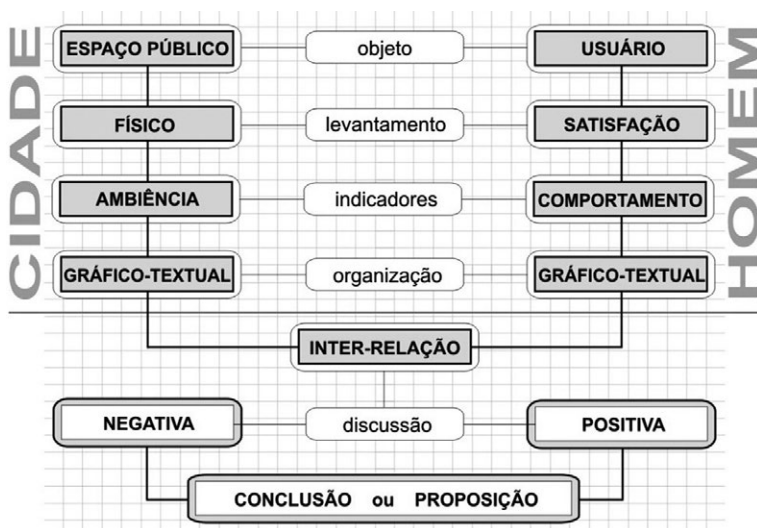 CIDADE
HOMEM
ESPAÇO PÚBLICO objeto USUÁRIO
FÍSICO levantamento SATISFAÇÃO
AMBIÊNCIA indicadores COMPORTAMENTO
GRÁFICO-TEXTUAL organização GRÁFICO-TEXTUAL
INTER-RELAÇÃO
NEGATIVA discussão POSITIVA
CONCLUSÃO ou PROPOSIÇÃO